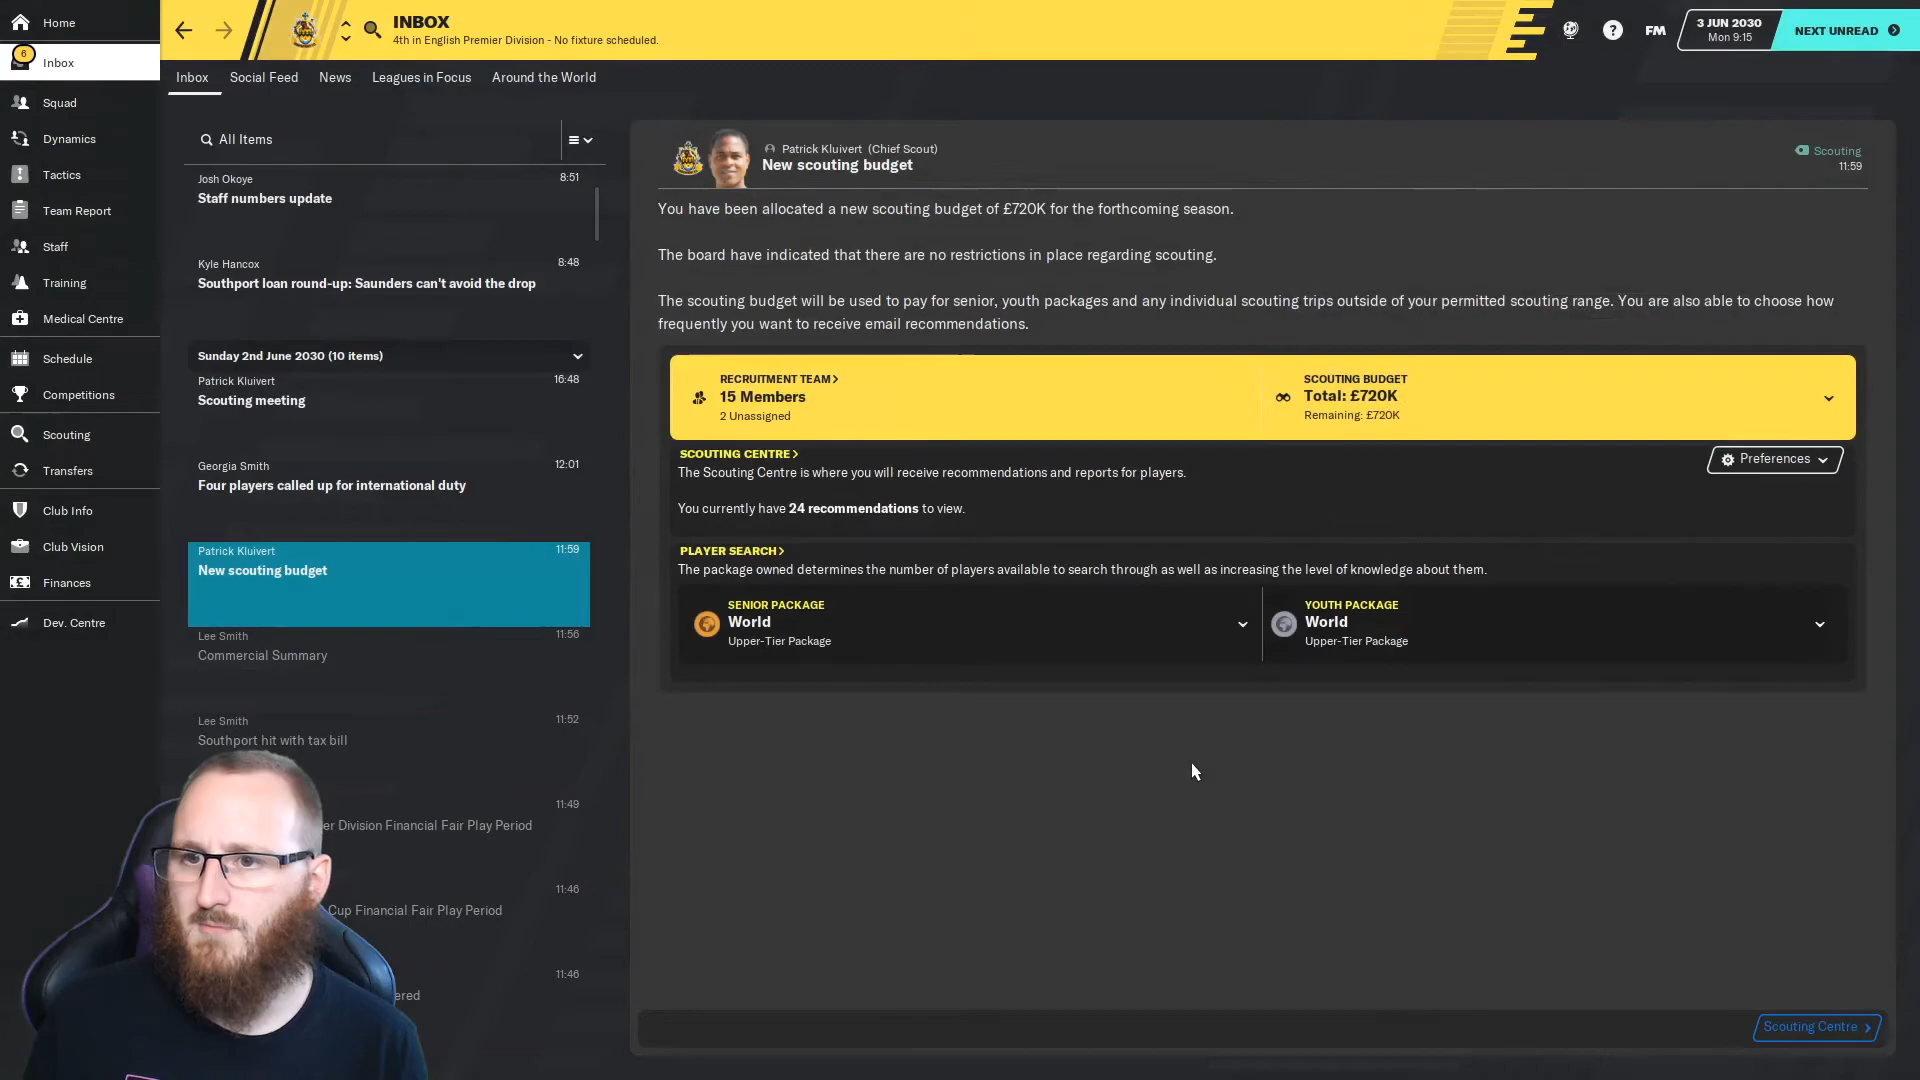 Home
6
Inbox
Squad
Dynamics
Tactics
Team Report
Staff
Training
Medical Centre
Schedule
Competitions
Scouting
Transfers
Club Info
Club Vision
Finances
Dev. Centre
INBOX
4th in English Premier Division - No fixture scheduled.
?
FM
3 JUN 2030
Mon 9:15
NEXT UNREAD
Inbox
Social Feed
News
Leagues in Focus
Around the World
All Items
Josh Okoye 8:51
Staff numbers update
Kyle Hancox 8:48
Southport loan round-up: Saunders can't avoid the drop
Sunday 2nd June 2030 (10 items)
Patrick Kluivert 16:48
Scouting meeting
Georgia Smith 12:01
Four players called up for international duty
Patrick Kluivert 11:59
New scouting budget
Lee Smith 11:56
Commercial Summary
Lee Smith 11:52
Southport hit with tax bill
11:49
er Division Financial Fair Play Period
11:46
Cup Financial Fair Play Period
11:46
ered
Patrick Kluivert (Chief Scout)
New scouting budget
Scouting
11:59
You have been allocated a new scouting budget of £720K for the forthcoming season.
The board have indicated that there are no restrictions in place regarding scouting.
The scouting budget will be used to pay for senior, youth packages and any individual scouting trips outside of your permitted scouting range. You are also able to choose how
frequently you want to receive email recommendations.
RECRUITMENT TEAM >
15 Members
2 Unassigned
SCOUTING BUDGET
Total: £720K
Remaining: £720K
SCOUTING CENTRE >
The Scouting Centre is where you will receive recommendations and reports for players.
Preferences
You currently have 24 recommendations to view.
PLAYER SEARCH >
The package owned determines the number of players available to search through as well as increasing the level of knowledge about them.
SENIOR PACKAGE
World
Upper-Tier Package
YOUTH PACKAGE
World
Upper-Tier Package
Scouting Centre >